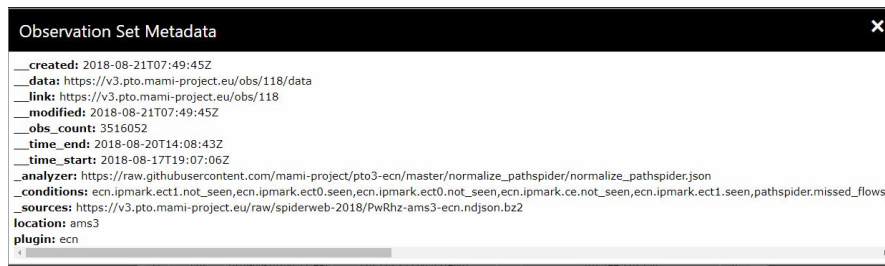 Observation Set Metadata
×
__created: 2018-08-21T07:49:45Z
__data: https://v3.pto.mami-project.eu/obs/118/data
__link: https://v3.pto.mami-project.eu/obs/118
__modified: 2018-08-21T07:49:45Z
__obs_count: 3516052
__time_end: 2018-08-20T14:08:43Z
__time_start: 2018-08-17T19:07:06Z
_analyzer: https://raw.githubusercontent.com/mami-project/pto3-ecn/master/normalize_pathspider/normalize_pathspider.json
_conditions: ecn.ipmark.ect1.not_seen,ecn.ipmark.ect0.seen,ecn.ipmark.ect0.not_seen,ecn.ipmark.ce.not_seen,ecn.ipmark.ect1.seen,pathspider.missed_flows
_sources: https://v3.pto.mami-project.eu/raw/spiderweb-2018/PwRhz-ams3-ecn.ndjson.bz2
location: ams3
plugin: ecn